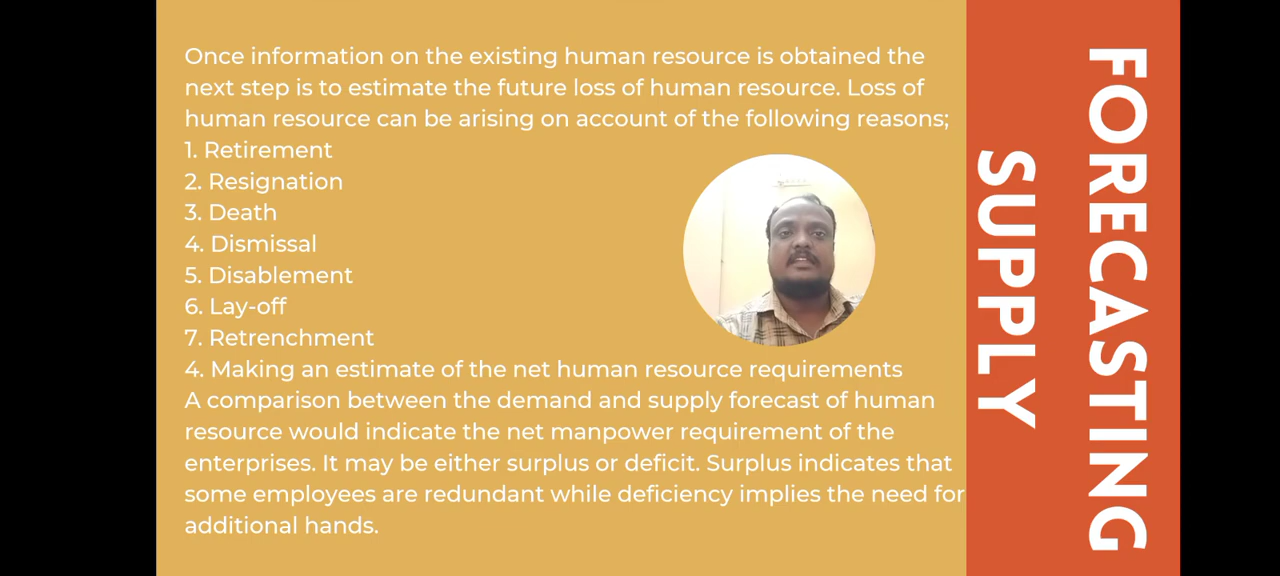 Once information on the existing human resource is obtained the
next step is to estimate the future loss of human resource. Loss of
human resource can be arising on account of the following reasons;
1. Retirement
2. Resignation
3. Death
4. Dismissal
5. Disablement
6. Lay-off
7. Retrenchment
4. Making an estimate of the net human resource requirements
A comparison between the demand and supply forecast of human
resource would indicate the net manpower requirement of the
enterprises. It may be either surplus or deficit. Surplus indicates that
some employees are redundant while deficiency implies the need for
additional hands.
FORECASTING
SUPPLY